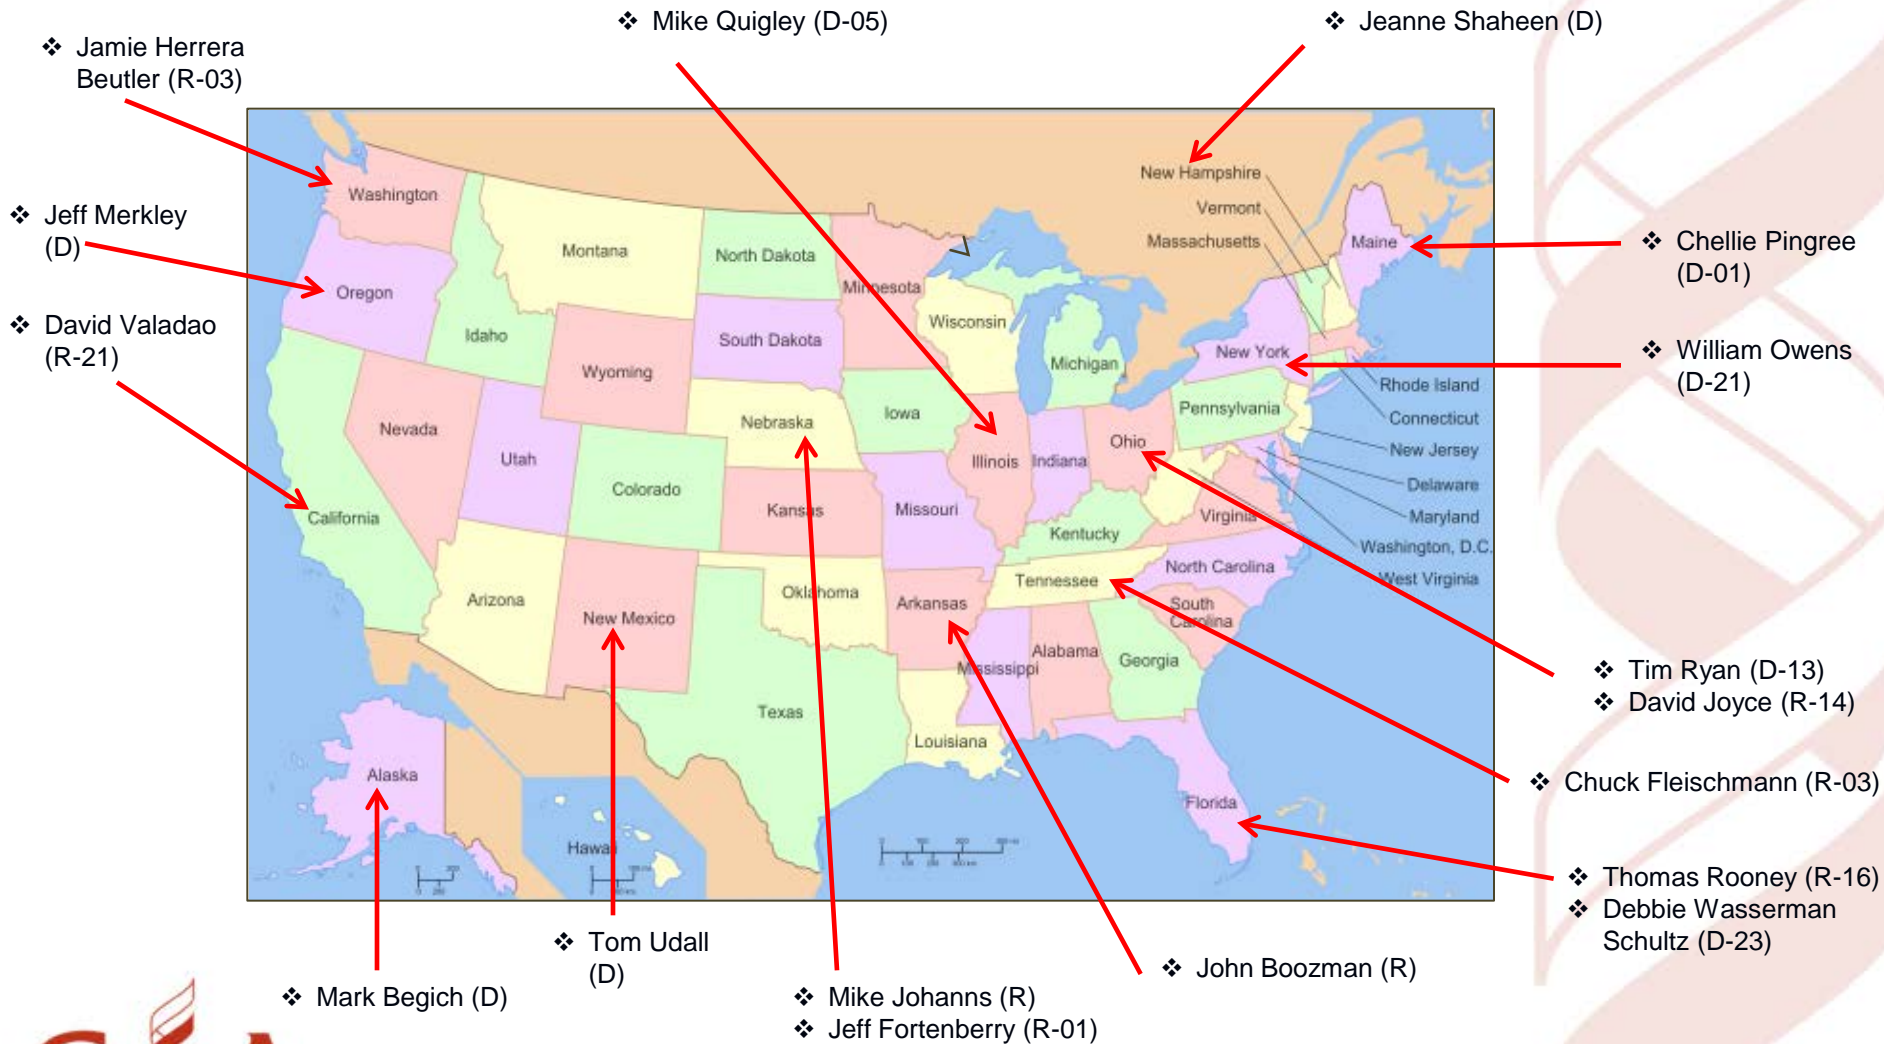 ❖ Mike Quigley (D-05)
❖ Jeanne Shaheen (D)
❖ Jamie Herrera
Beutler (R-03)
❖ Jeff Merkley
(D)
❖ David Valadao
(R-21)
❖ Chellie Pingree
(D-01)
❖ William Owens
(D-21)
Washington
Oregon
California
Nevada
Idaho
Montana
Wyoming
Utah
Colorado
Arizona
New Mexico
North Dakota
South Dakota
Nebraska
Kansas
Oklahoma
Texas
Minnesota
Iowa
Missouri
Arkansas
Louisiana
Wisconsin
Illinois
Michigan
Indiana
Ohio
Kentucky
Tennessee
Mississippi
Alabama
Georgia
Florida
South
Carolina
North Carolina
Virginia
Pennsylvania
New York
Maine
New Hampshire
Vermont
Massachusetts
Rhode Island
Connecticut
New Jersey
Delaware
Maryland
Washington, D.C.
West Virginia
Alaska
Hawaii
❖ Tim Ryan (D-13)
❖ David Joyce (R-14)
❖ Chuck Fleischmann (R-03)
❖ Thomas Rooney (R-16)
❖ Debbie Wasserman
Schultz (D-23)
❖ Tom Udall
(D)
❖ John Boozman (R)
❖ Mark Begich (D)
❖ Mike Johanns (R)
❖ Jeff Fortenberry (R-01)